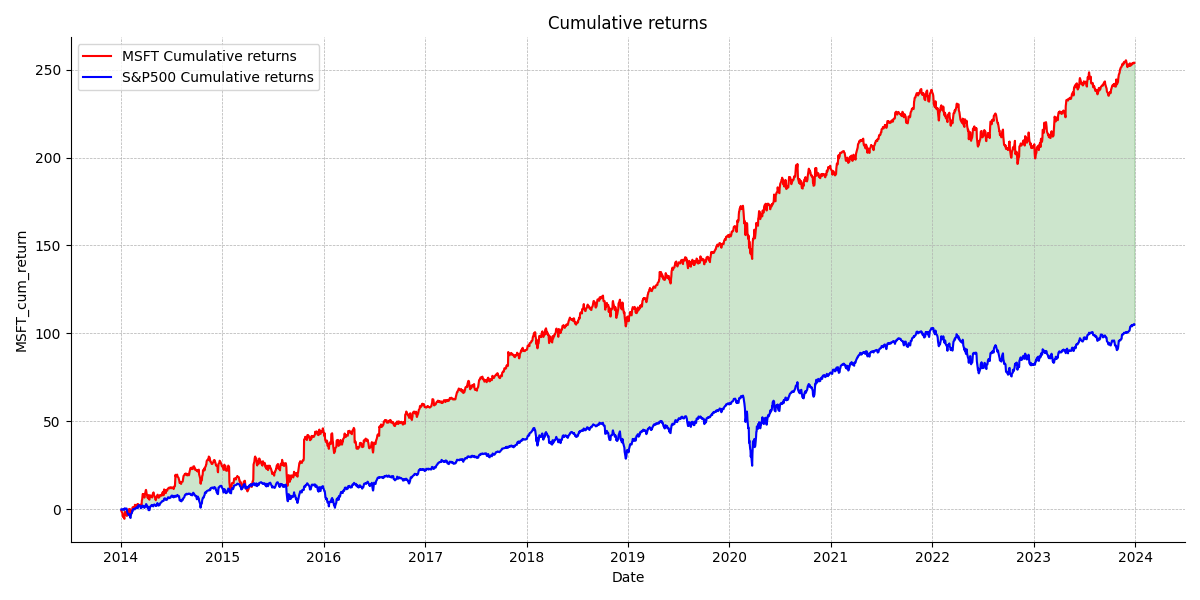 Cumulative returns
MSFT Cumulative returns
S&P500 Cumulative returns
MSFT_cum_return
250
200
150
100
50
0
2014 2015 2016 2017 2018 2019 2020 2021 2022 2023 2024
Date